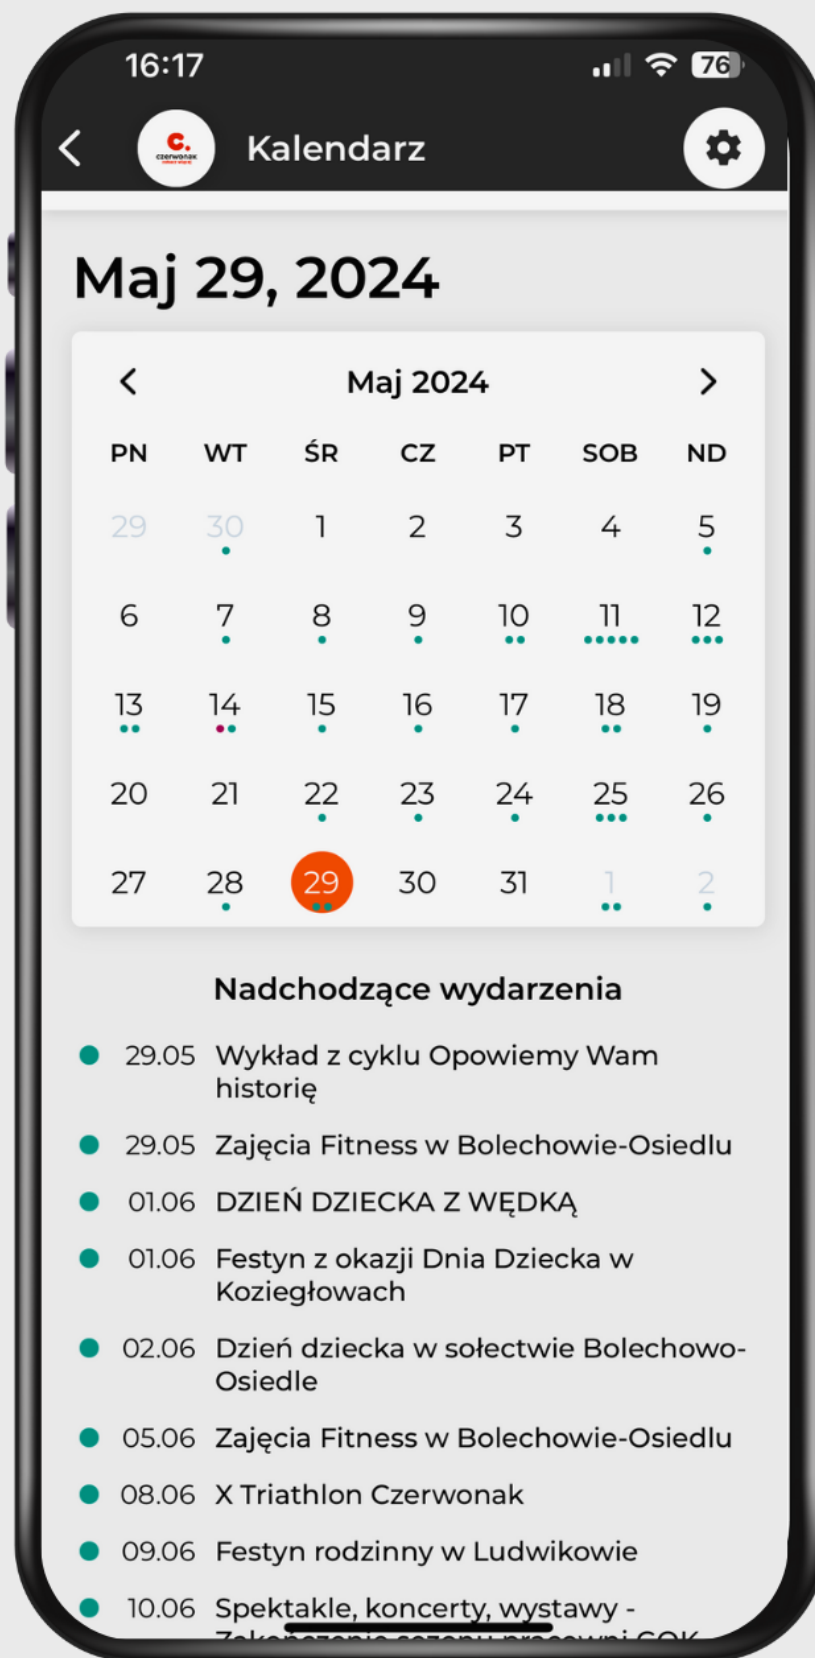 16:17
76
c.
czerwonak
Kalendarz
Maj 29, 2024
Maj 2024
PN WT ŚR CZ PT SOB ND
29 30 1 2 3 4 5
6 7 8 9 10 11 12
13 14 15 16 17 18 19
20 21 22 23 24 25 26
27 28 29 30 31 1 2
Nadchodzące wydarzenia
29.05 Wykład z cyklu Opowiemy Wam
historię
29.05 Zajęcia Fitness w Bolechowie-Osiedlu
01.06 DZIEŃ DZIECKA Z WĘDKĄ
01.06 Festyn z okazji Dnia Dziecka w
Koziegłowach
02.06 Dzień dziecka w sołectwie Bolechowo-
Osiedle
05.06 Zajęcia Fitness w Bolechowie-Osiedlu
08.06 X Triathlon Czerwonak
09.06 Festyn rodzinny w Ludwikowie
10.06 Spektakle, koncerty, wystawy -
Zakończenie sezonu pracowni GOK